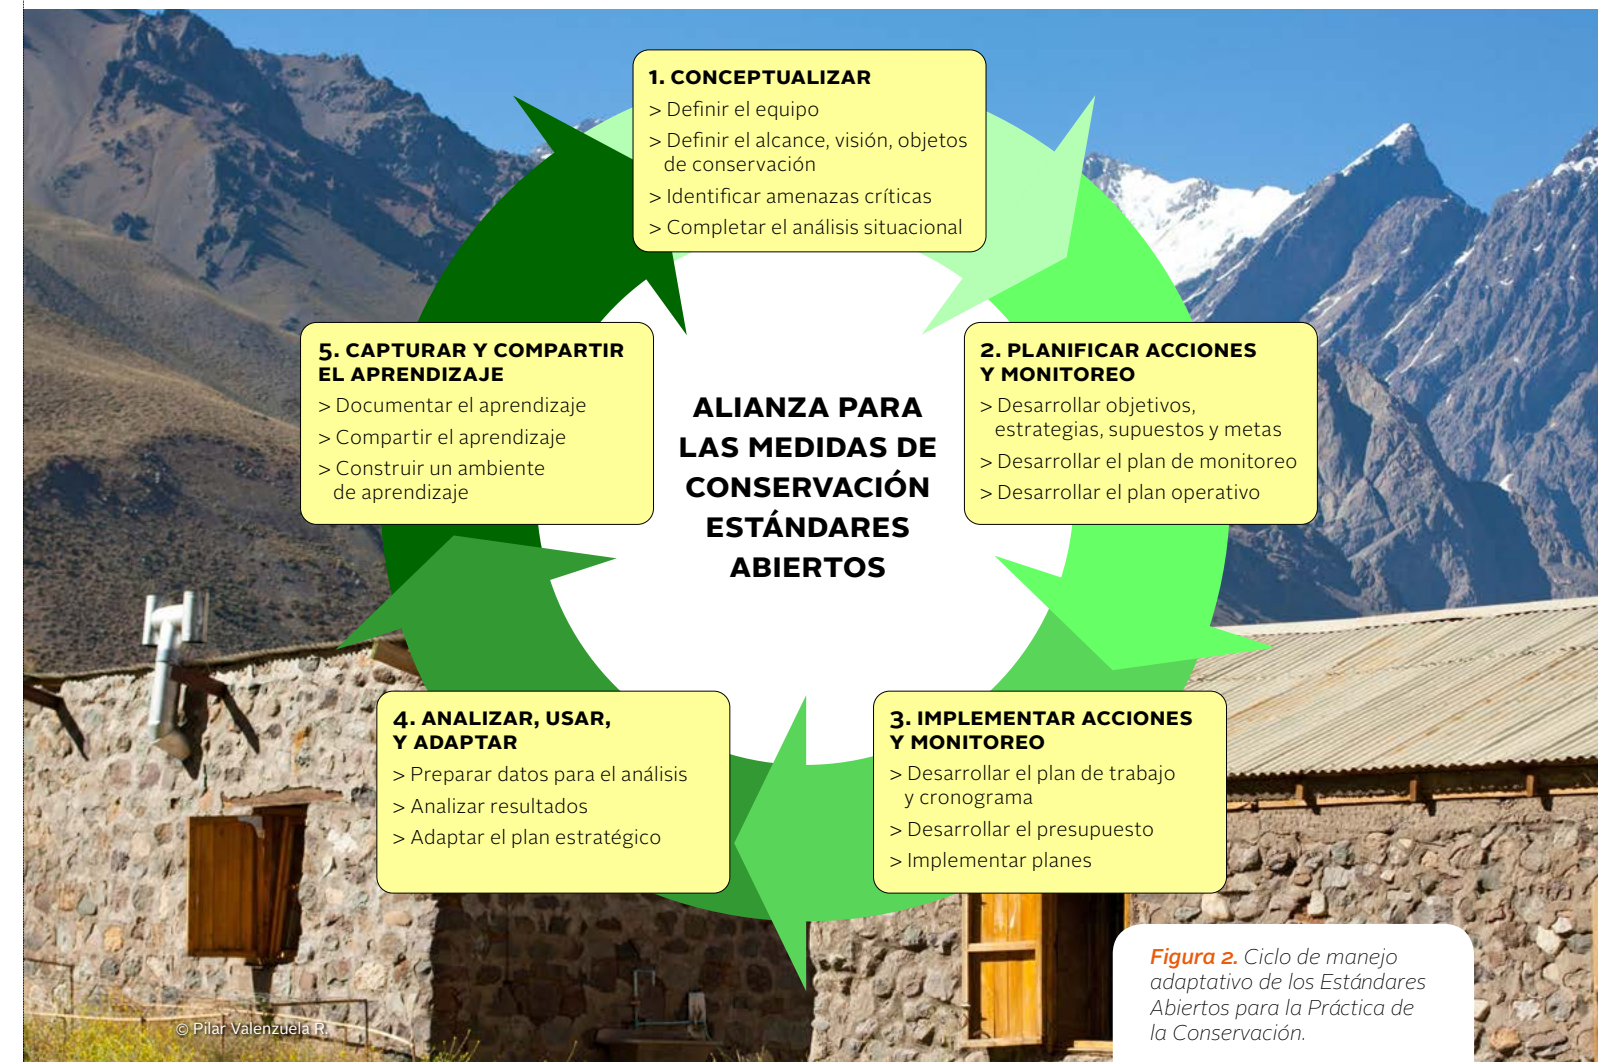 1. CONCEPTUALIZAR
> Definir el equipo
> Definir el alcance, visión, objetos
de conservación
> Identificar amenazas críticas
> Completar el análisis situacional
2. PLANIFICAR ACCIONES
Y MONITOREO
> Desarrollar objetivos,
estrategias, supuestos y metas
> Desarrollar el plan de monitoreo
> Desarrollar el plan operativo
3. IMPLEMENTAR ACCIONES
Y MONITOREO
> Desarrollar el plan de trabajo
y cronograma
> Desarrollar el presupuesto
> Implementar planes
4. ANALIZAR, USAR,
Y ADAPTAR
> Preparar datos para el análisis
> Analizar resultados
> Adaptar el plan estratégico
5. CAPTURAR Y COMPARTIR
EL APRENDIZAJE
> Documentar el aprendizaje
> Compartir el aprendizaje
> Construir un ambiente
de aprendizaje
ALIANZA PARA
LAS MEDIDAS DE
CONSERVACIÓN
ESTÁNDARES
ABIERTOS
Figura 2. Ciclo de manejo
adaptativo de los Estándares
Abiertos para la Práctica de
la Conservación.
© Pilar Valenzuela R.